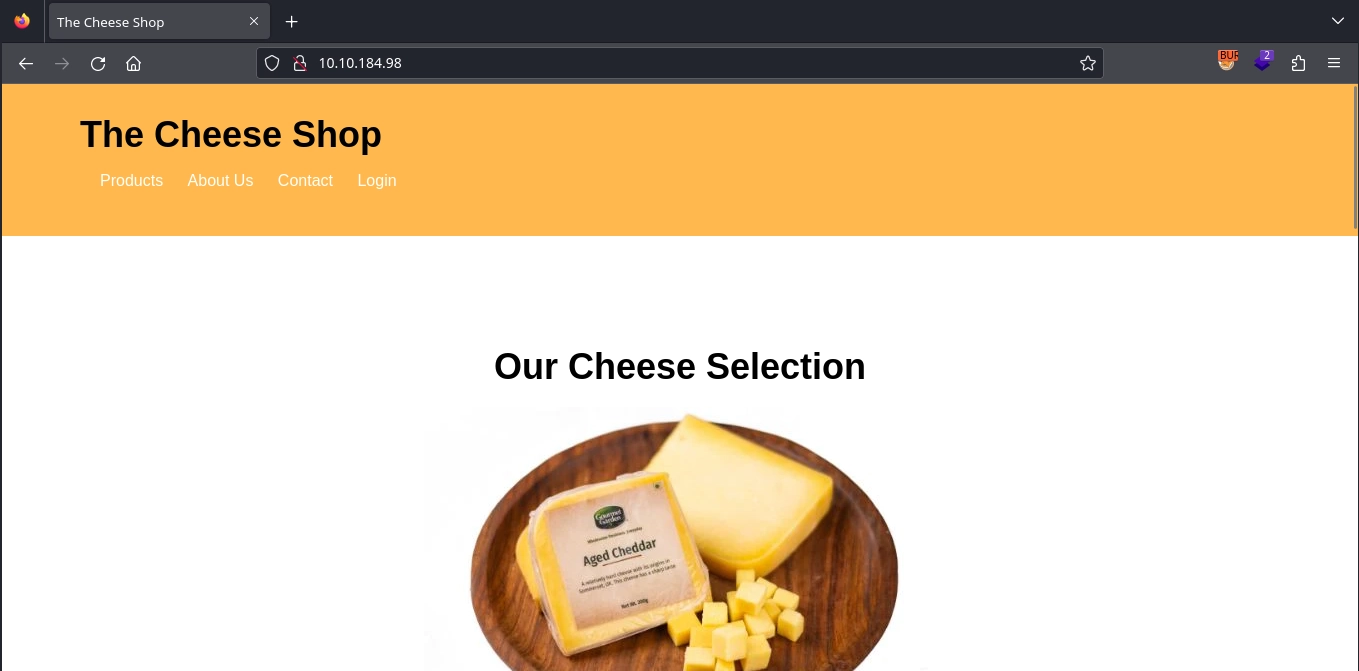 The Cheese Shop
10.10.184.98
BUR
2
The Cheese Shop
Products About Us Contact Login
Our Cheese Selection
Gourmet
Garden
Aged Cheddar
A relatively hard cheese with its origins in
Somerset, UK. This cheese has a sharp taste
Net Wt. 200g